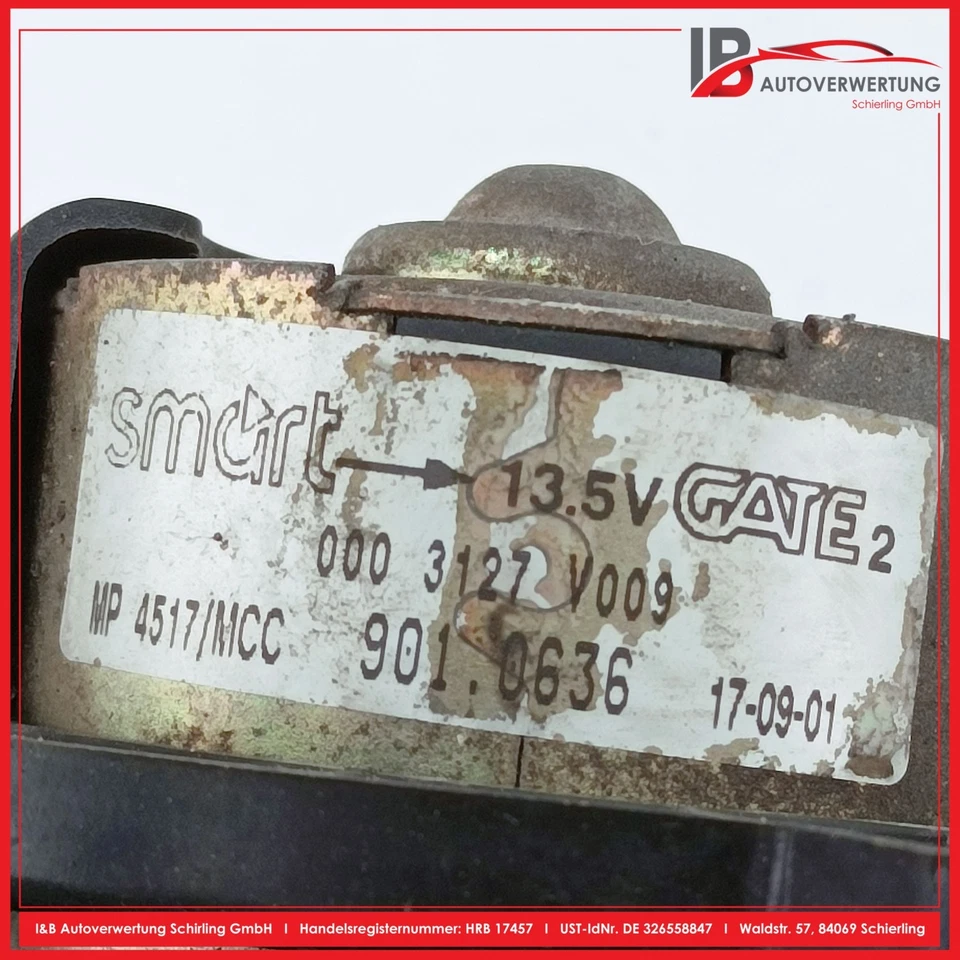 IB
AUTOVERWERTUNG
Schierling GmbH
smart 13.5V GATE 2
000 3127 V009
MP 4517/MCC 901.0636 17-09-01
I&B Autoverwertung Schirling GmbH I Handelsregisternummer: HRB 17457 I UST-IdNr. DE 326558847 I Waldstr. 57, 84069 Schierling